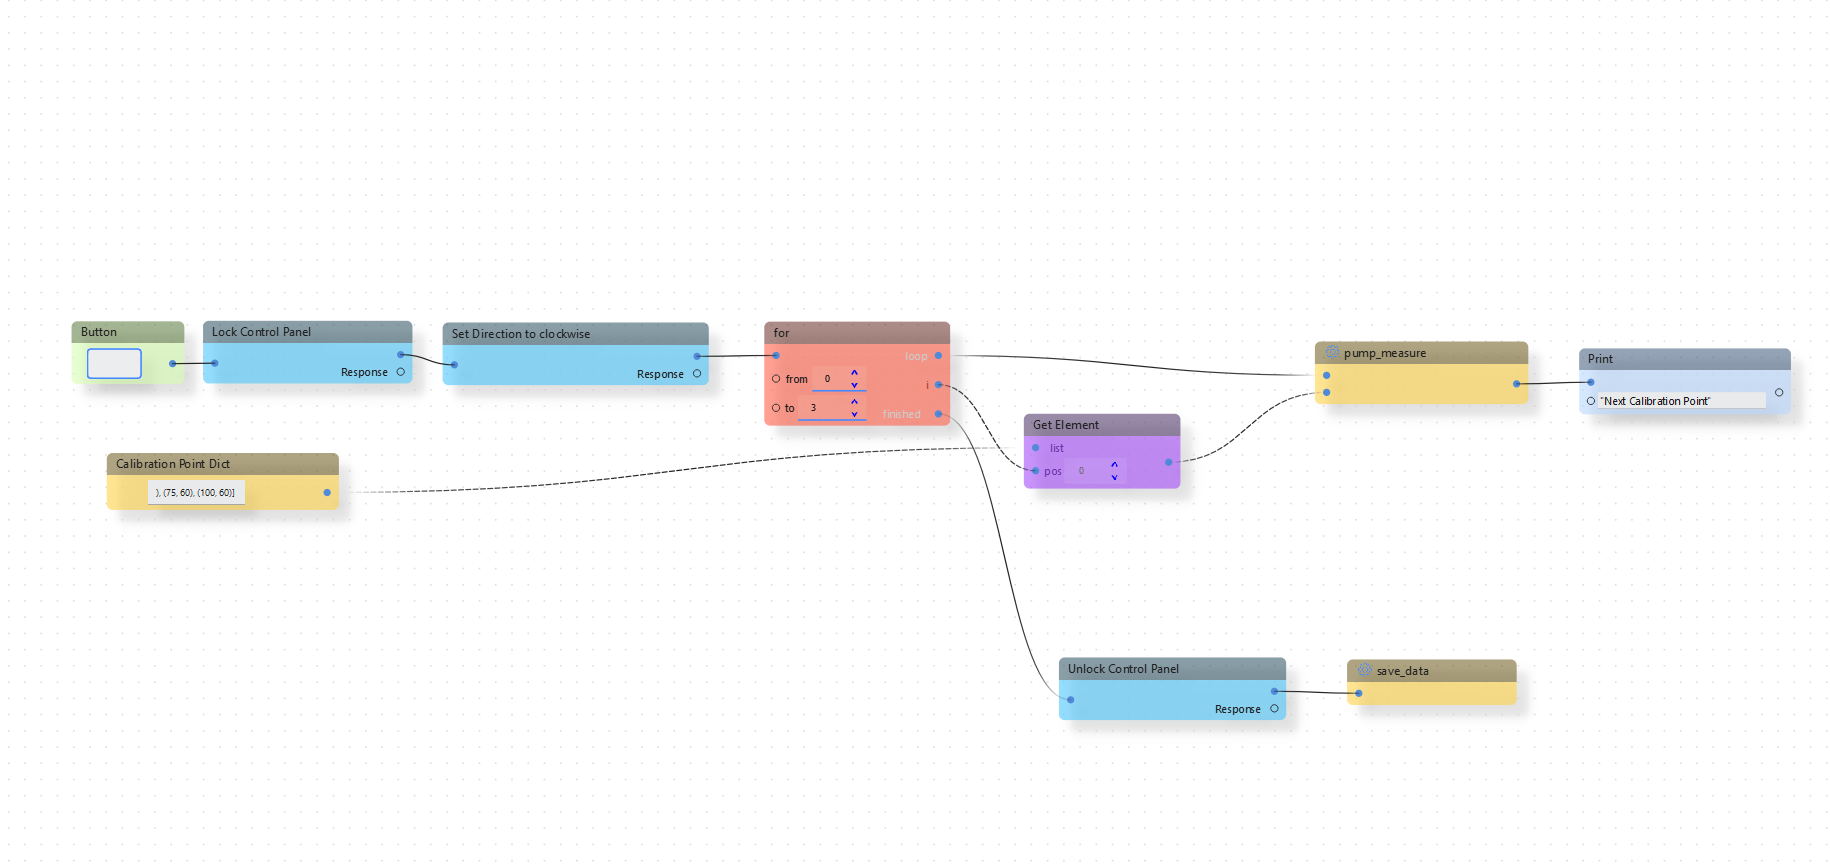 Button
Lock Control Panel
Response
Set Direction to clockwise
Response
for
loop
from 0
i
to 3
finished
Calibration Point Dict
), (75, 60), (100, 60)]
Get Element
list
pos 0
pump_measure
Print
"Next Calibration Point"
Unlock Control Panel
Response
save_data